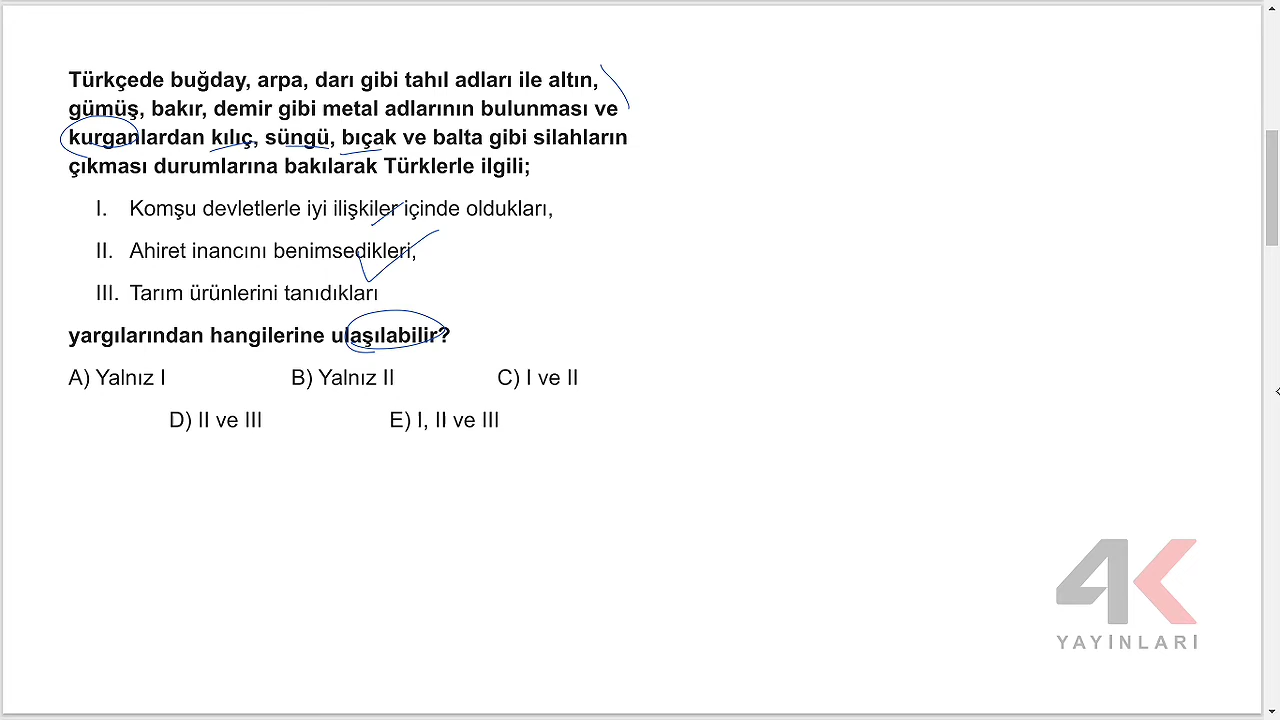 Türkçede buğday, arpa, darı gibi tahıl adları ile altın,
gümüş, bakır, demir gibi metal adlarının bulunması ve
kurganlardan kılıç, süngü, bıçak ve balta gibi silahların
çıkması durumlarına bakılarak Türklerle ilgili;
I. Komşu devletlerle iyi ilişkiler içinde oldukları,
II. Ahiret inancını benimsedikleri,
III. Tarım ürünlerini tanıdıkları
yargılarından hangilerine ulaşılabilir?
A) Yalnız I B) Yalnız II C) I ve II
D) II ve III E) I, II ve III
4K
YAYINLARI